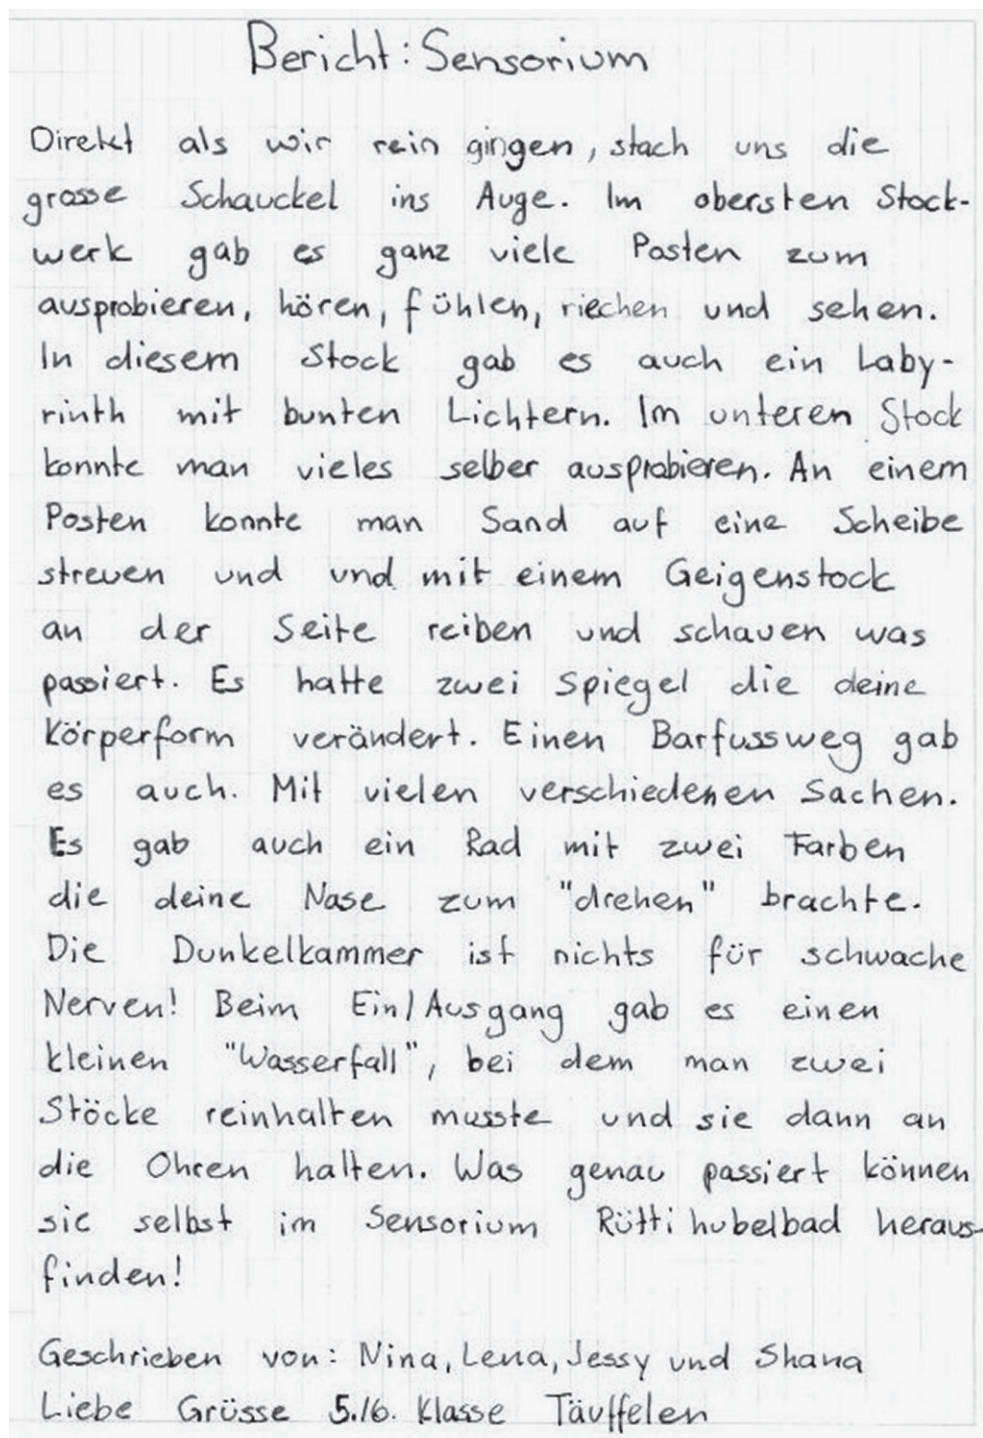 Bericht: Sensorium
Direkt als wir rein gingen, stach uns die
grosse Schauckel ins Auge. Im obersten Stock-
werk gab es ganz viele Posten zum
ausprobieren, hören, fühlen, riechen und sehen.
In diesem Stock gab es auch ein Laby-
rinth mit bunten Lichtern. Im unteren Stock
konnte man vieles selber ausprobieren. An einem
Posten konnte man Sand auf eine Scheibe
streuen und und mit einem Geigenstock
an der Seite reiben und schauen was
passiert. Es hatte zwei Spiegel die deine
Körperform verändert. Einen Barfussweg gab
es auch. Mit vielen verschiedenen Sachen.
Es gab auch ein Rad mit zwei Farben
die deine Nase zum "drehen" brachte.
Die Dunkelkammer ist nichts für schwache
Nerven! Beim Ein/Ausgang gab es einen
kleinen "Wasserfall", bei dem man zwei
Stöcke reinhalten musste und sie dann an
die Ohren halten. Was genau passiert können
sie selbst im Sensorium Rüttihubelbad heraus-
finden!
Geschrieben von: Nina, Lena, Jessy und Shana
Liebe Grüsse 5./6. Klasse Täuffelen